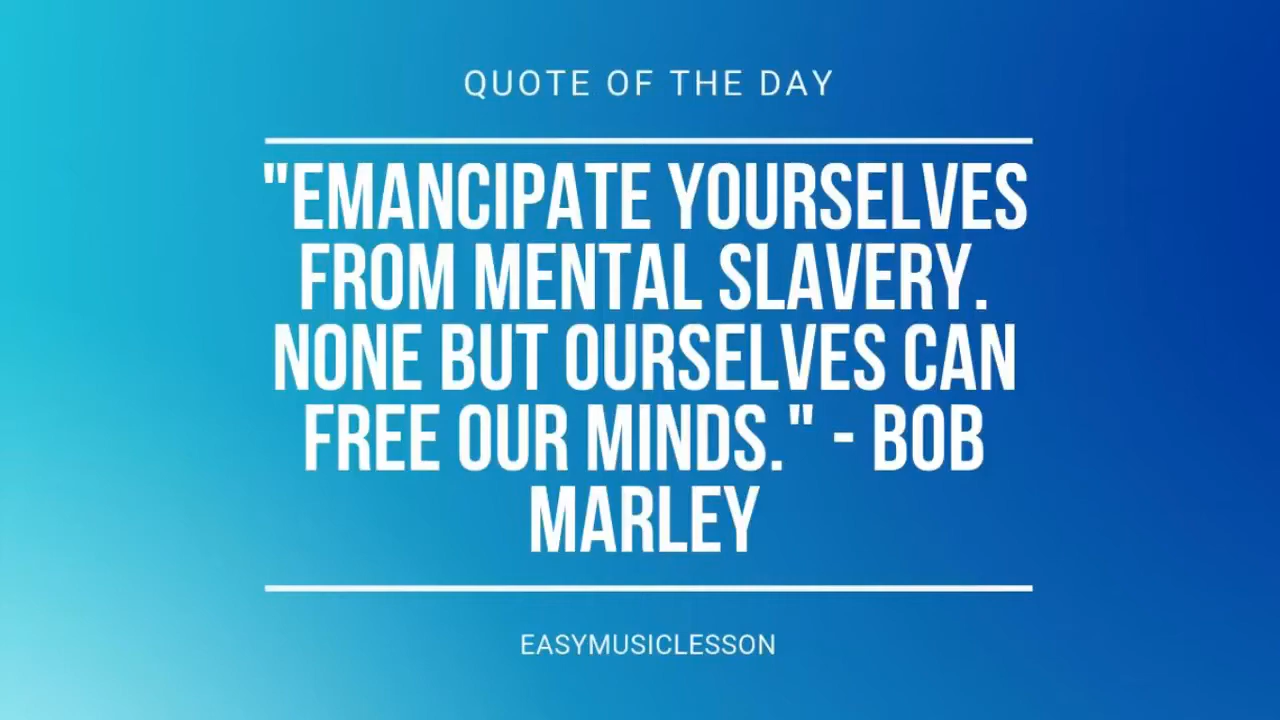 QUOTE OF THE DAY
"EMANCIPATE YOURSELVES
FROM MENTAL SLAVERY.
NONE BUT OURSELVES CAN
FREE OUR MINDS." - BOB
MARLEY
EASYMUSICLESSON